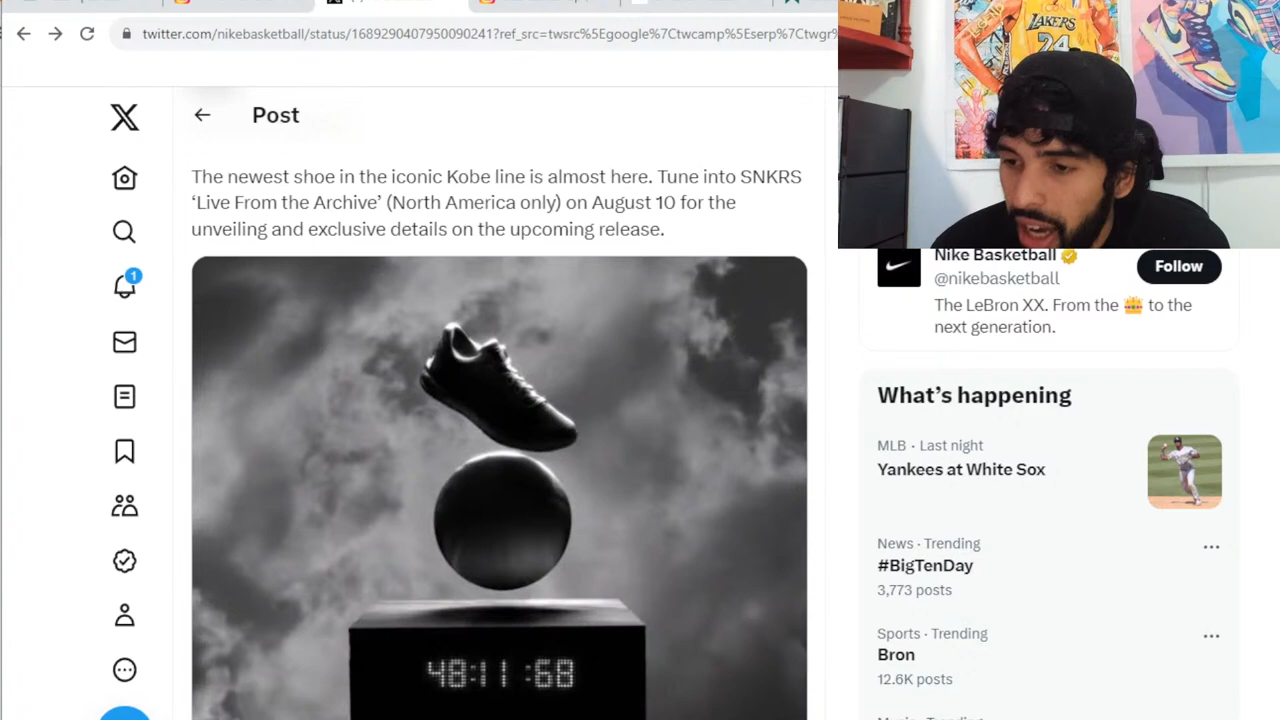 twitter.com/nikebasketball/status/1689290407950090241?ref_src=twsrc%5Egoogle%7Ctwcamp%5Eserp%7Ctwgr%
LAKERS
24
Post
The newest shoe in the iconic Kobe line is almost here. Tune into SNKRS
‘Live From the Archive’ (North America only) on August 10 for the
unveiling and exclusive details on the upcoming release.
48:11:68
1
Nike Basketball
@nikebasketball
Follow
The LeBron XX. From the 👑 to the
next generation.
What’s happening
MLB · Last night
Yankees at White Sox
News · Trending
#BigTenDay
3,773 posts
Sports · Trending
Bron
12.6K posts